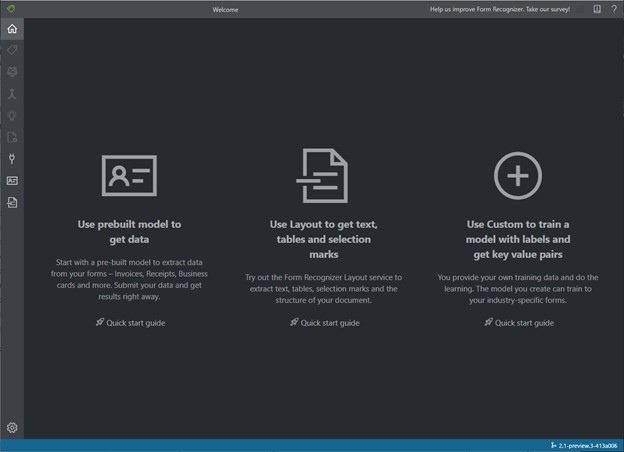 Welcome
Help us improve Form Recognizer. Take our survey!
?
Use prebuilt model to
get data
Start with a pre-built model to extract data
from your forms – Invoices, Receipts, Business
cards and more. Submit your data and get
results right away.
Quick start guide
Use Layout to get text,
tables and selection
marks
Try out the Form Recognizer Layout service to
extract text, tables, selection marks and the
structure of your document.
Quick start guide
Use Custom to train a
model with labels and
get key value pairs
You provide your own training data and do the
learning. The model you create can train to
your industry-specific forms.
Quick start guide
2.1-preview.3-413a006